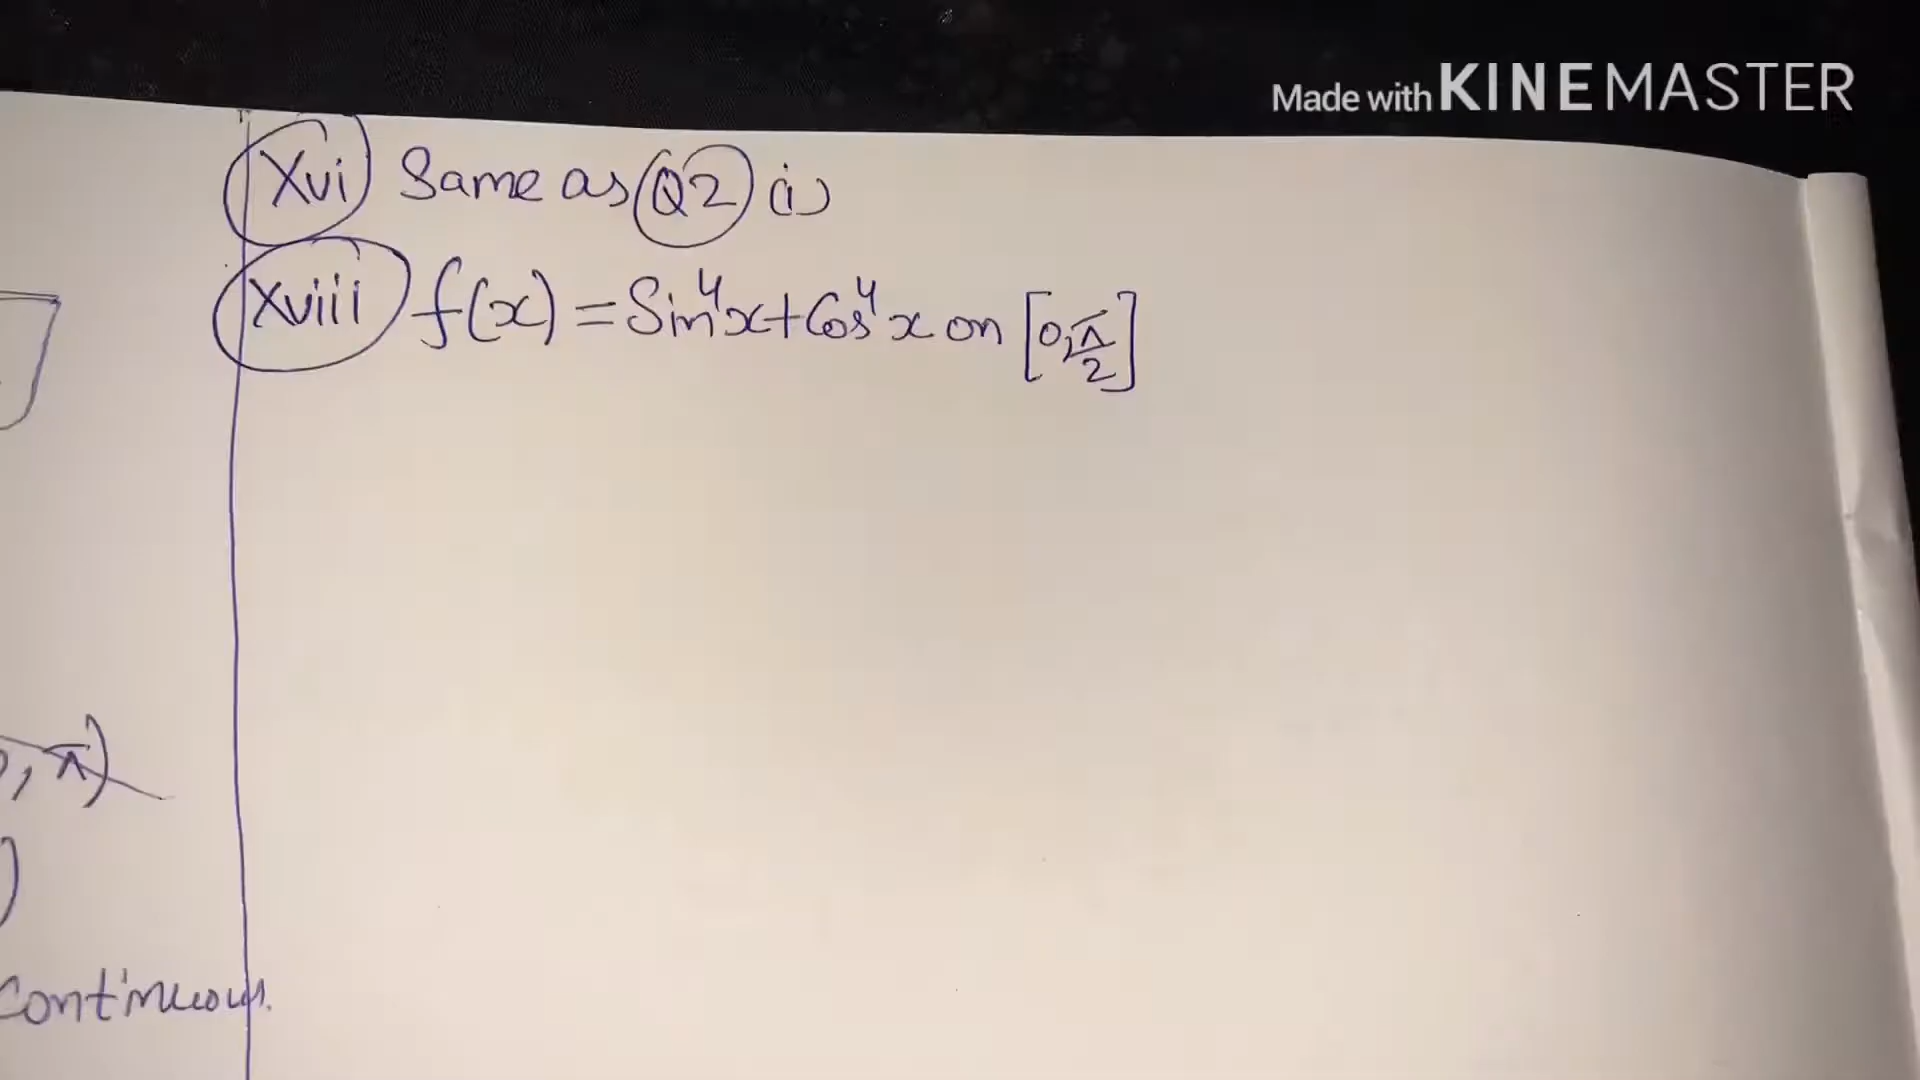 Made with KINEMASTER
Xvi) Same as Q2 (i)
Xviii) f(x) = Sin⁴x + Cos⁴x on [0, π/2]
, π)
)
continuous.